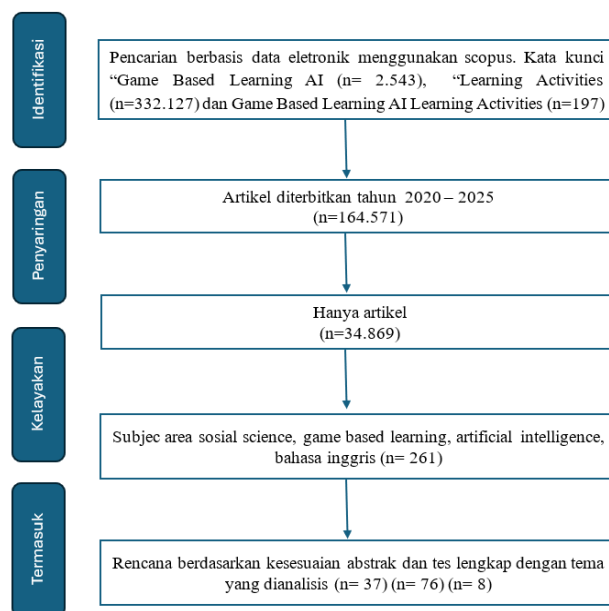 Identifikasi
Pencarian berbasis data eletronik menggunakan scopus. Kata kunci
“Game Based Learning AI (n= 2.543), “Learning Activities
(n=332.127) dan Game Based Learning AI Learning Activities (n=197)
Penyaringan
Artikel diterbitkan tahun 2020 – 2025
(n=164.571)
Hanya artikel
(n=34.869)
Kelayakan
Subjec area sosial science, game based learning, artificial intelligence,
bahasa inggris (n= 261)
Termasuk
Rencana berdasarkan kesesuaian abstrak dan tes lengkap dengan tema
yang dianalisis (n= 37) (n= 76) (n= 8)